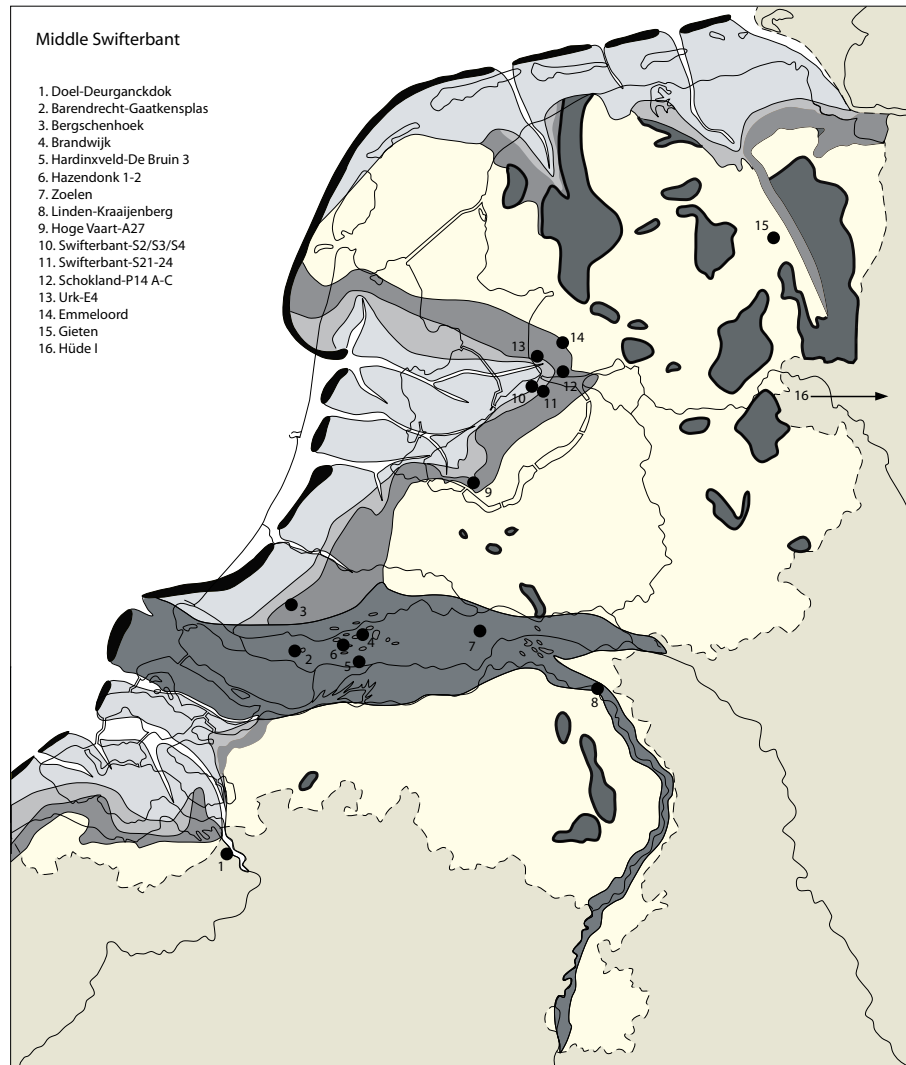 Middle Swifterbant
1. Doel-Deurganckdok
2. Barendrecht-Gaatkensplas
3. Bergschenhoek
4. Brandwijk
5. Hardinxveld-De Bruin 3
6. Hazendonk 1-2
7. Zoelen
8. Linden-Kraaijenberg
9. Hoge Vaart-A27
10. Swifterbant-S2/S3/S4
11. Swifterbant-S21-24
12. Schokland-P14 A-C
13. Urk-E4
14. Emmeloord
15. Gieten
16. Hüde I
15
14
13
12
16
10
11
9
3
4
7
6
2
5
8
1